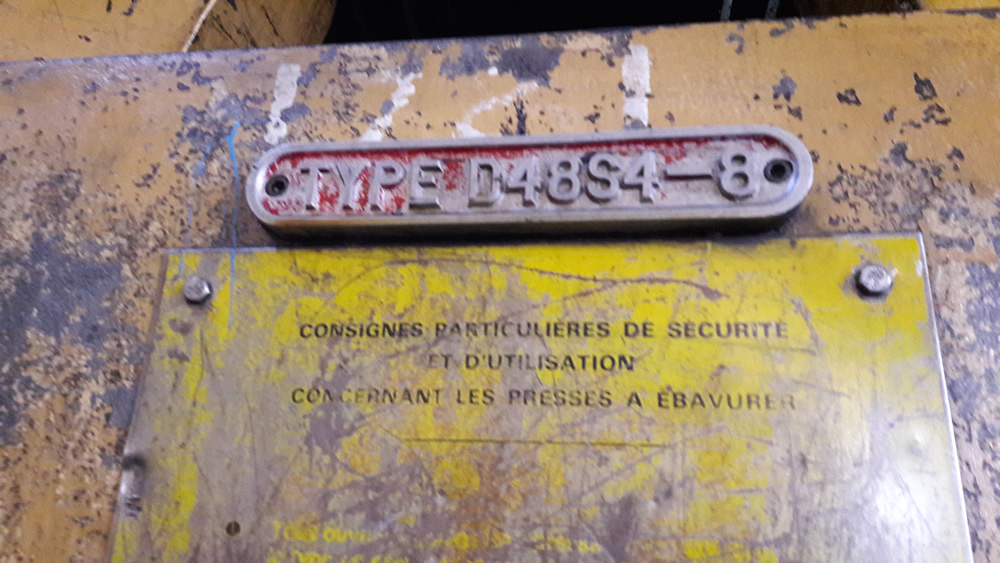 TYPE D48S4-8
CONSIGNES PARTICULIÈRES DE SÉCURITÉ
ET D'UTILISATION
CONCERNANT LES PRESSES A ÉBAVURER